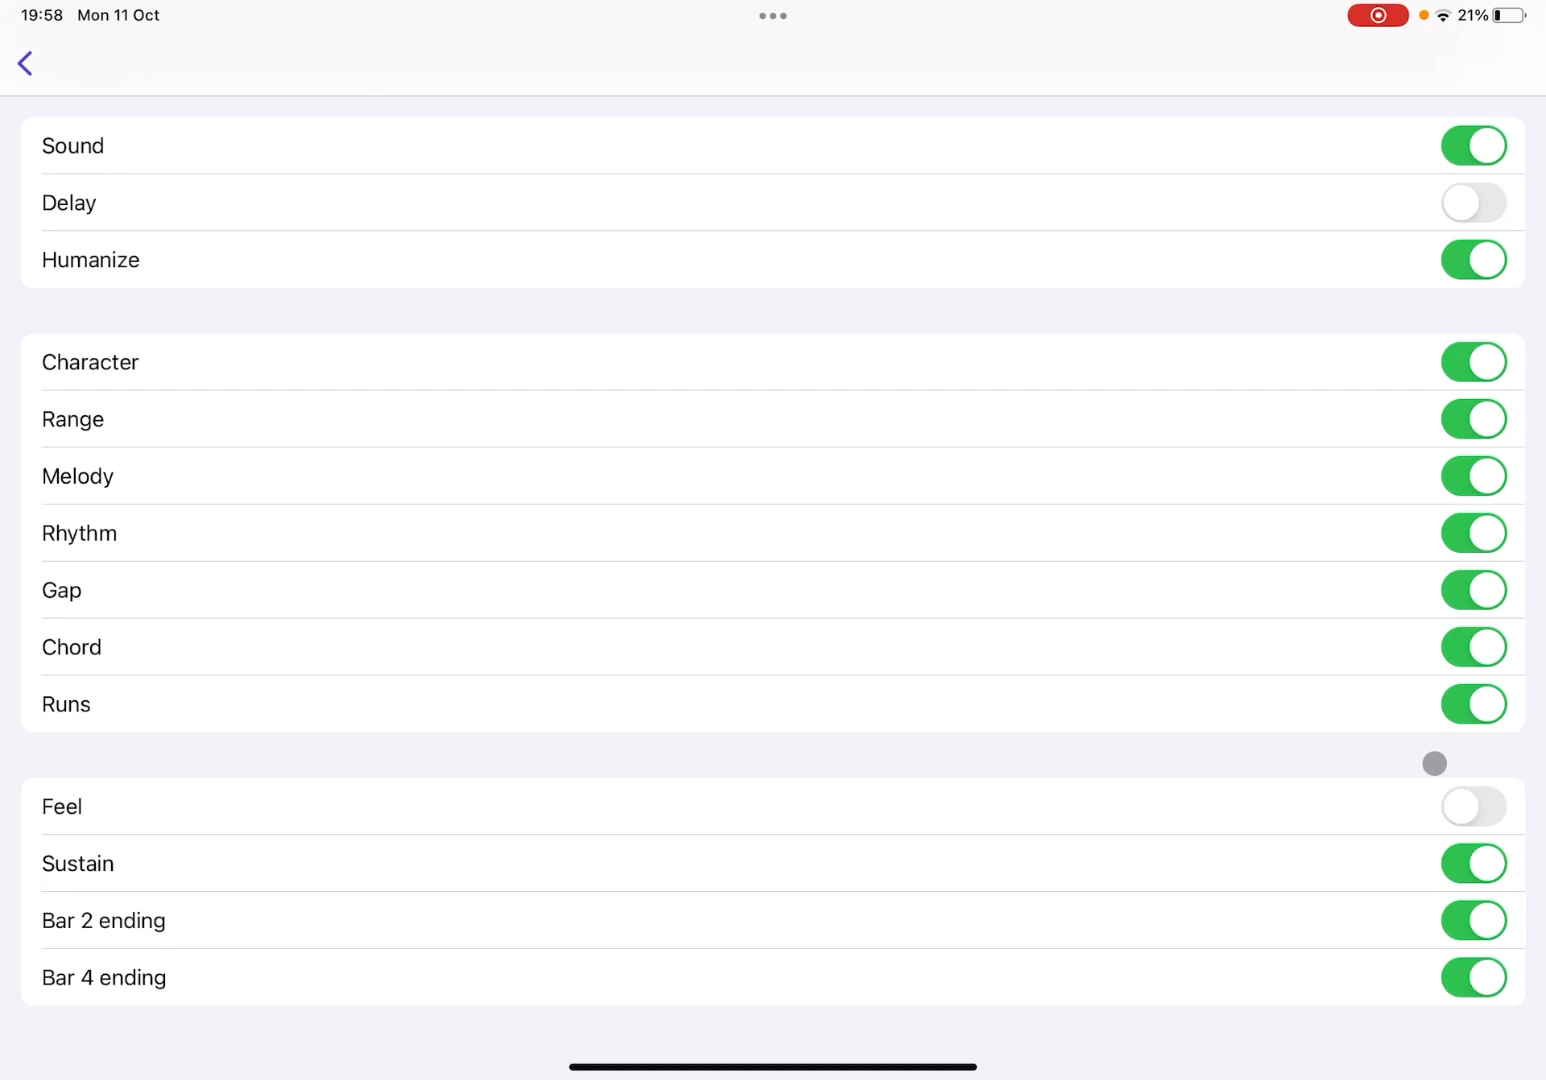 19:58 Mon 11 Oct
21%
Sound
Delay
Humanize
Character
Range
Melody
Rhythm
Gap
Chord
Runs
Feel
Sustain
Bar 2 ending
Bar 4 ending